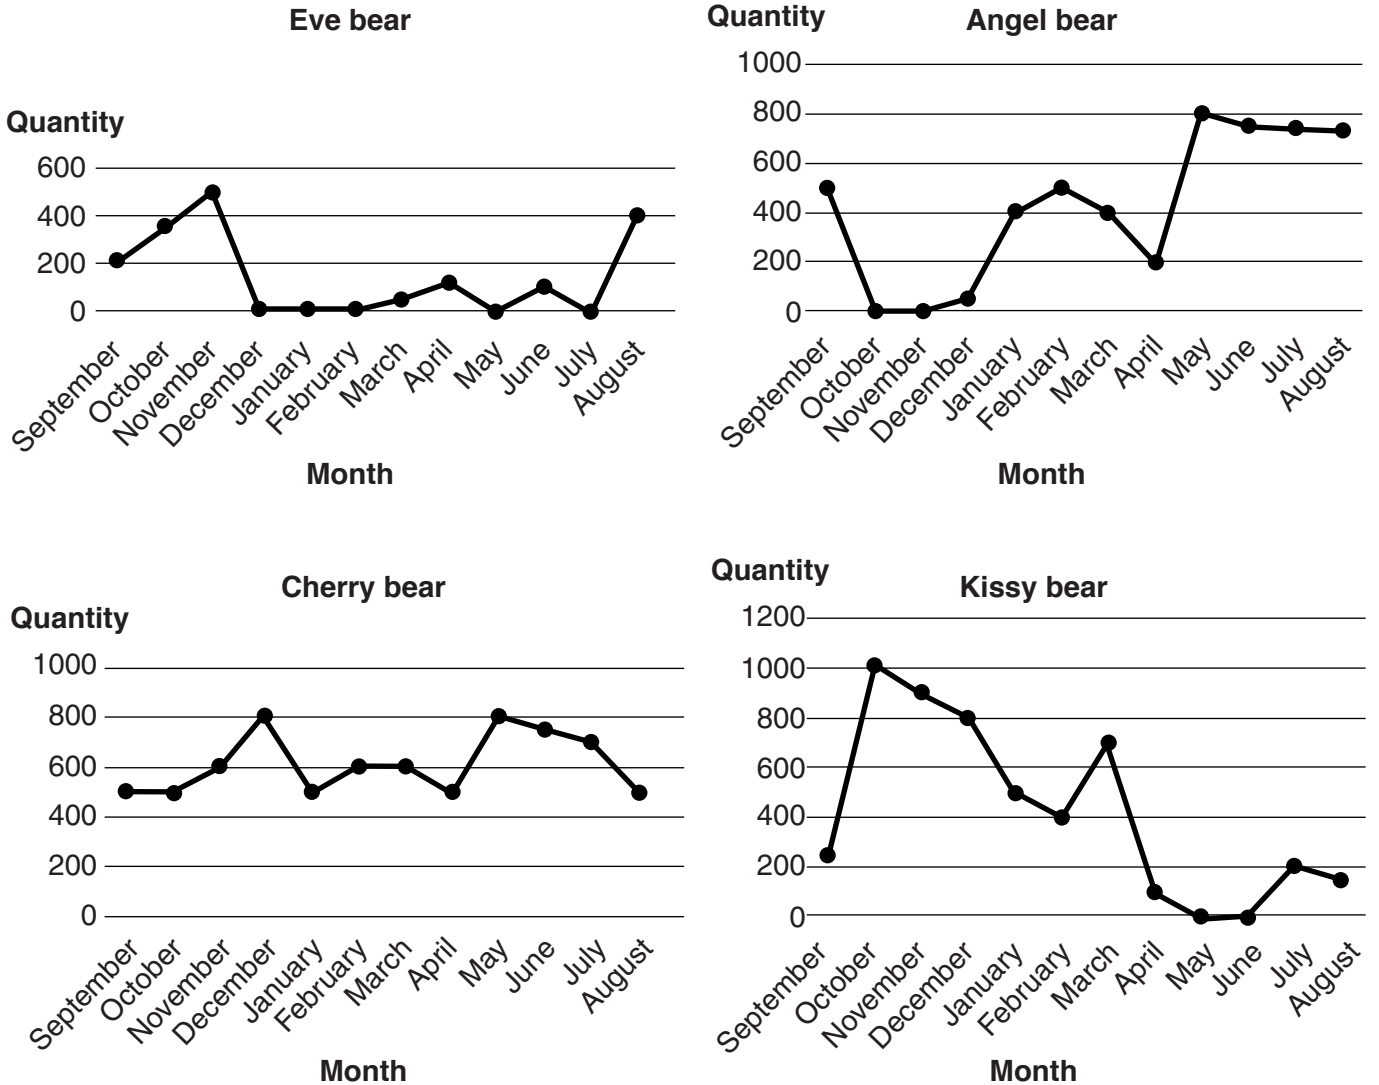 Eve bear
Quantity
600
400
200
0
September
October
November
December
January
February
March
April
May
June
July
August
Month
Quantity
Angel bear
1000
800
600
400
200
0
September
October
November
December
January
February
March
April
May
June
July
August
Month
Cherry bear
Quantity
1000
800
600
400
200
0
September
October
November
December
January
February
March
April
May
June
July
August
Month
Quantity
Kissy bear
1200
1000
800
600
400
200
0
September
October
November
December
January
February
March
April
May
June
July
August
Month